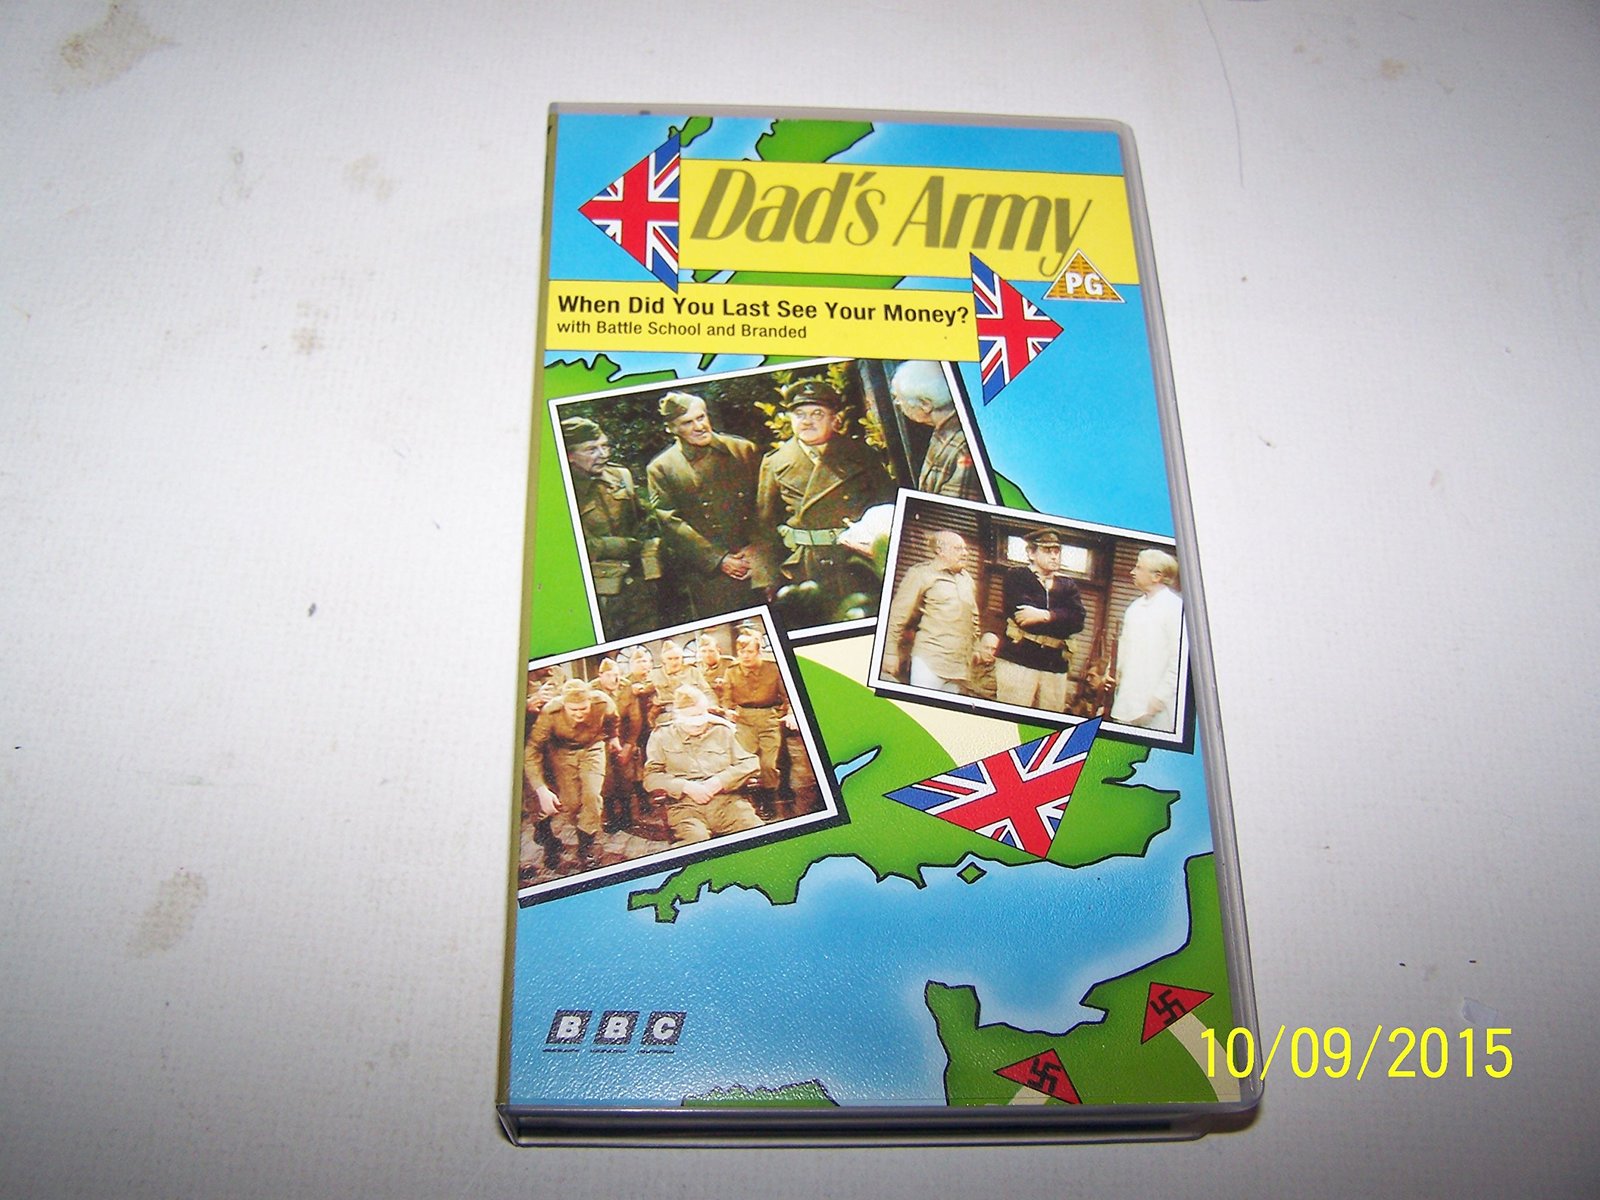 Dad's Army
PG
When Did You Last See Your Money?
with Battle School and Branded
BBC
10/09/2015